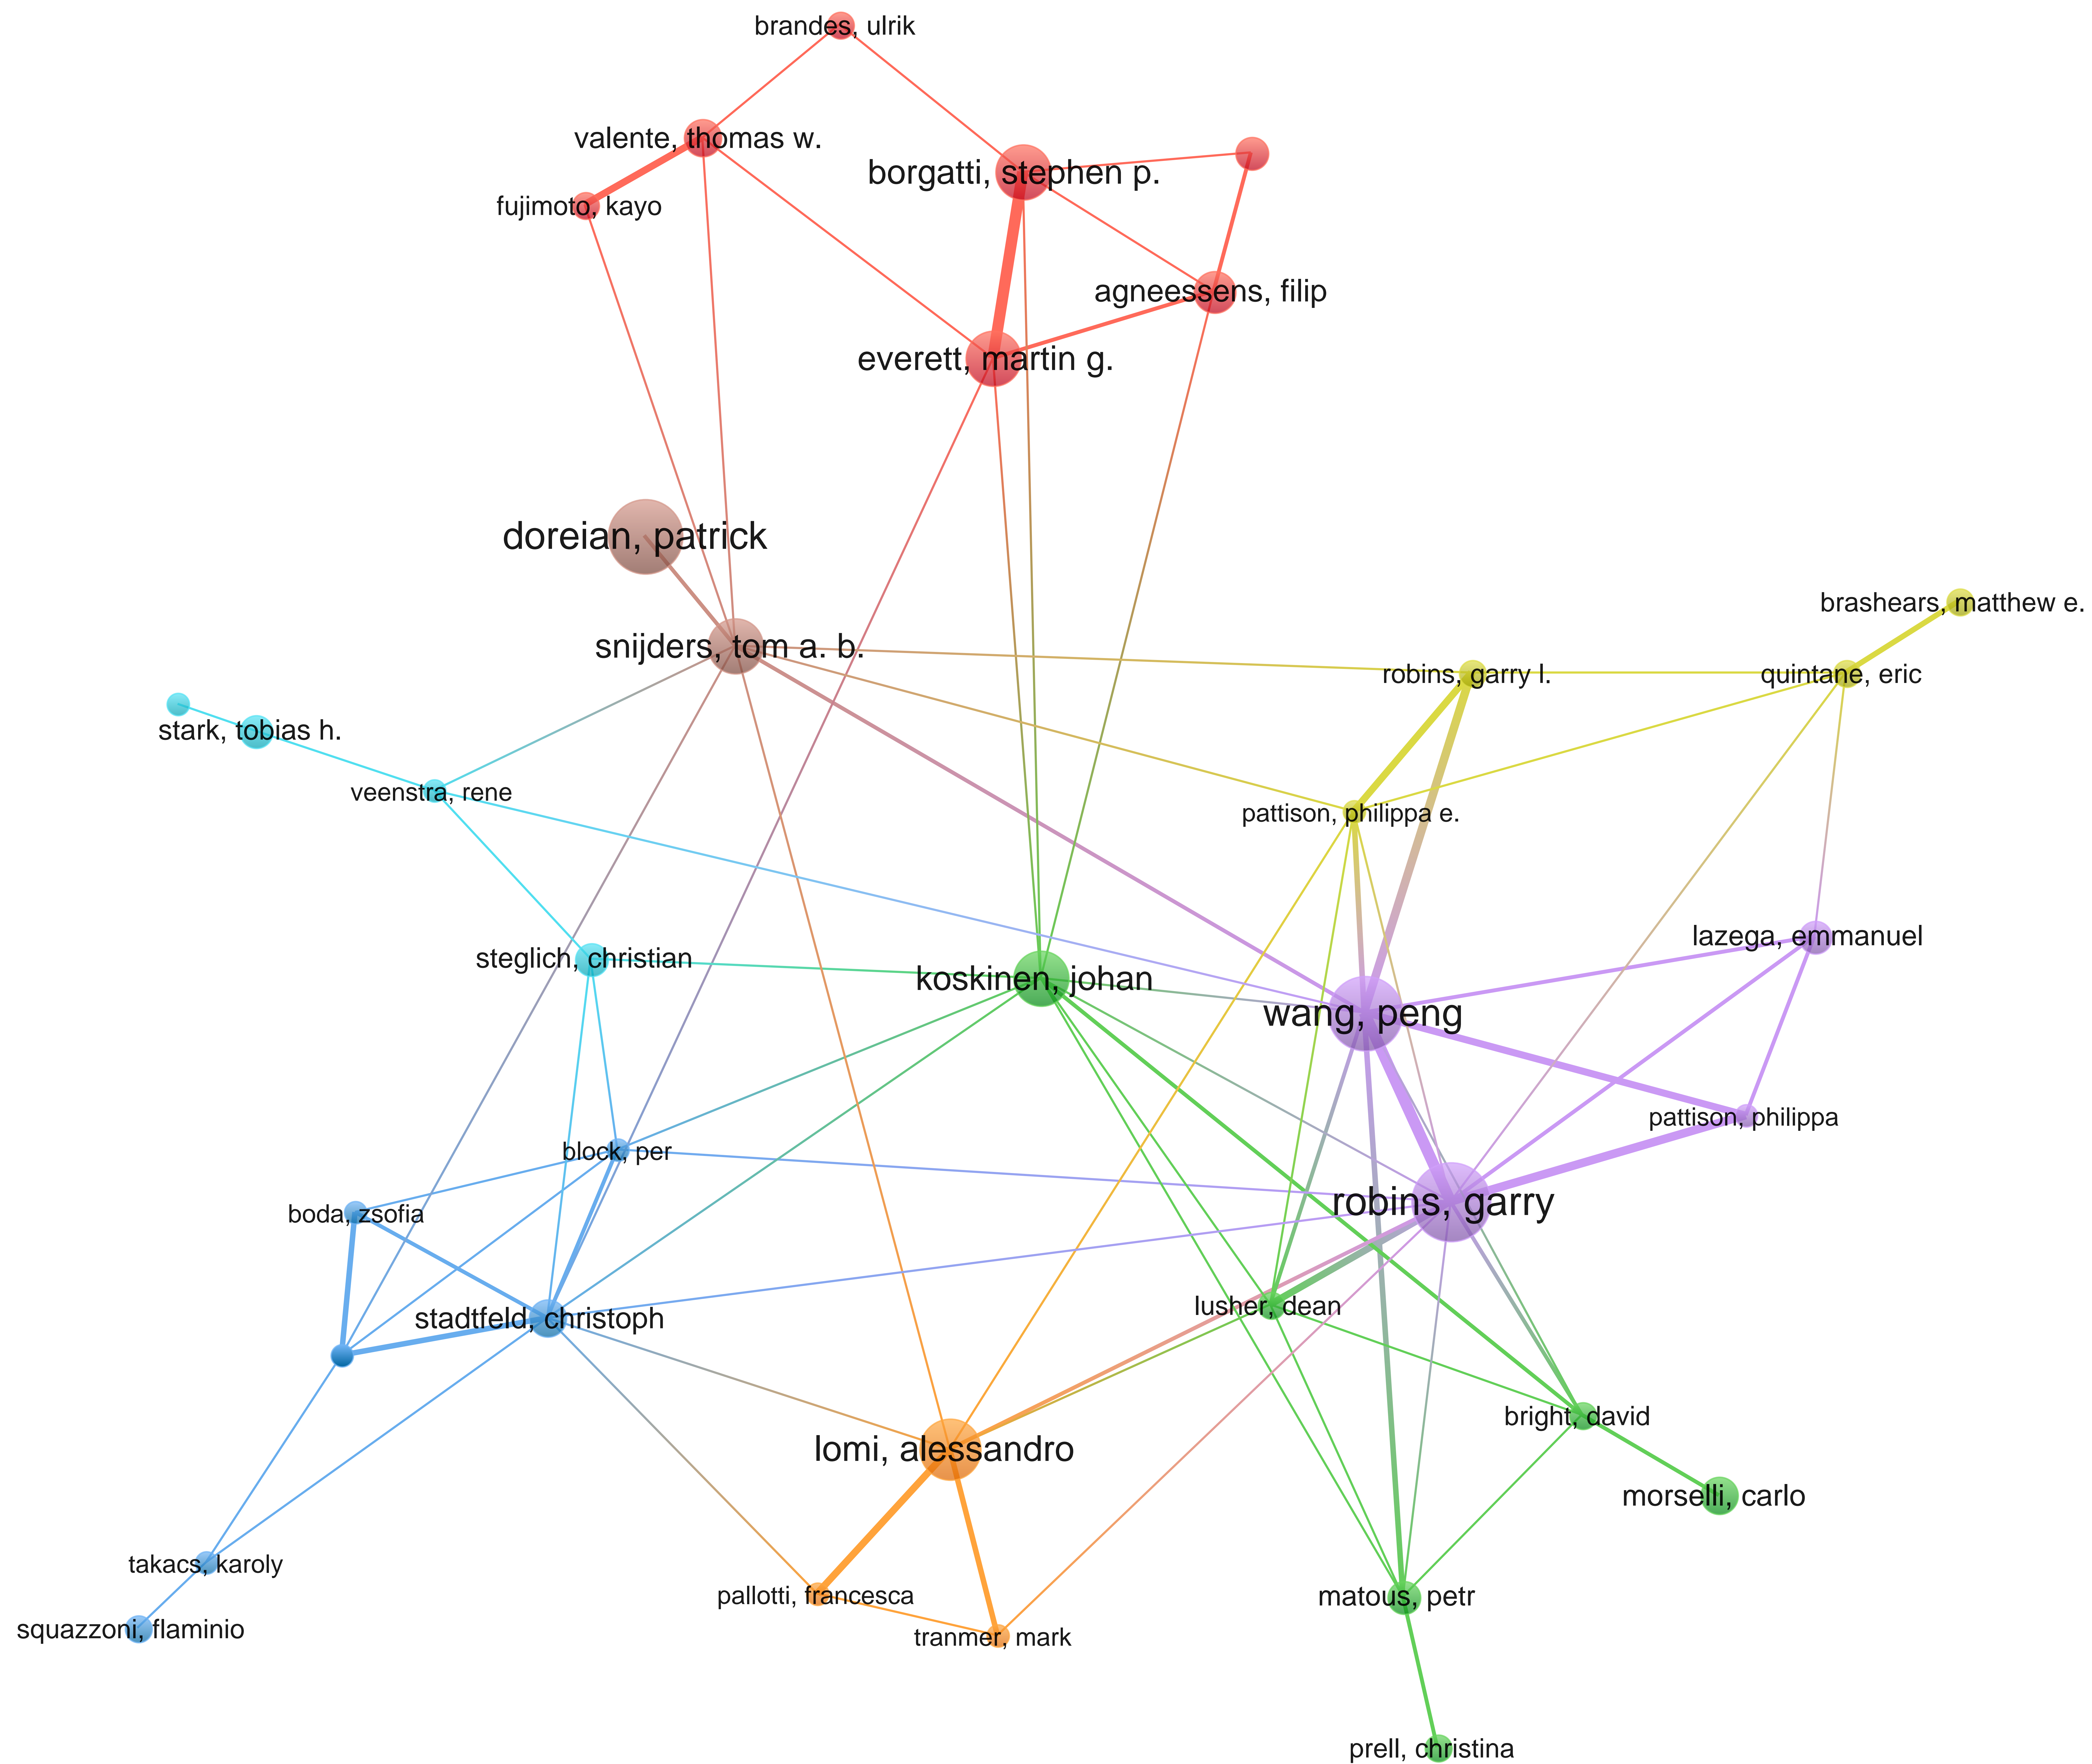 brandes, ulrik
valente, thomas w.
borgatti, stephen p.
fujimoto, kayo
agneessens, filip
everett, martin g.
doreian, patrick
brashears, matthew e.
snijders, tom a. b.
robins, garry l.
quintane, eric
stark, tobias h.
veenstra, rene
pattison, philippa e.
lazega, emmanuel
steglich, christian
koskinen, johan
wang, peng
pattison, philippa
block, per
robins, garry
boda, zsofia
lusher, dean
stadtfeld, christoph
bright, david
lomi, alessandro
morselli, carlo
takacs, karoly
pallotti, francesca
matous, petr
squazzoni, flaminio
tranmer, mark
prell, christina